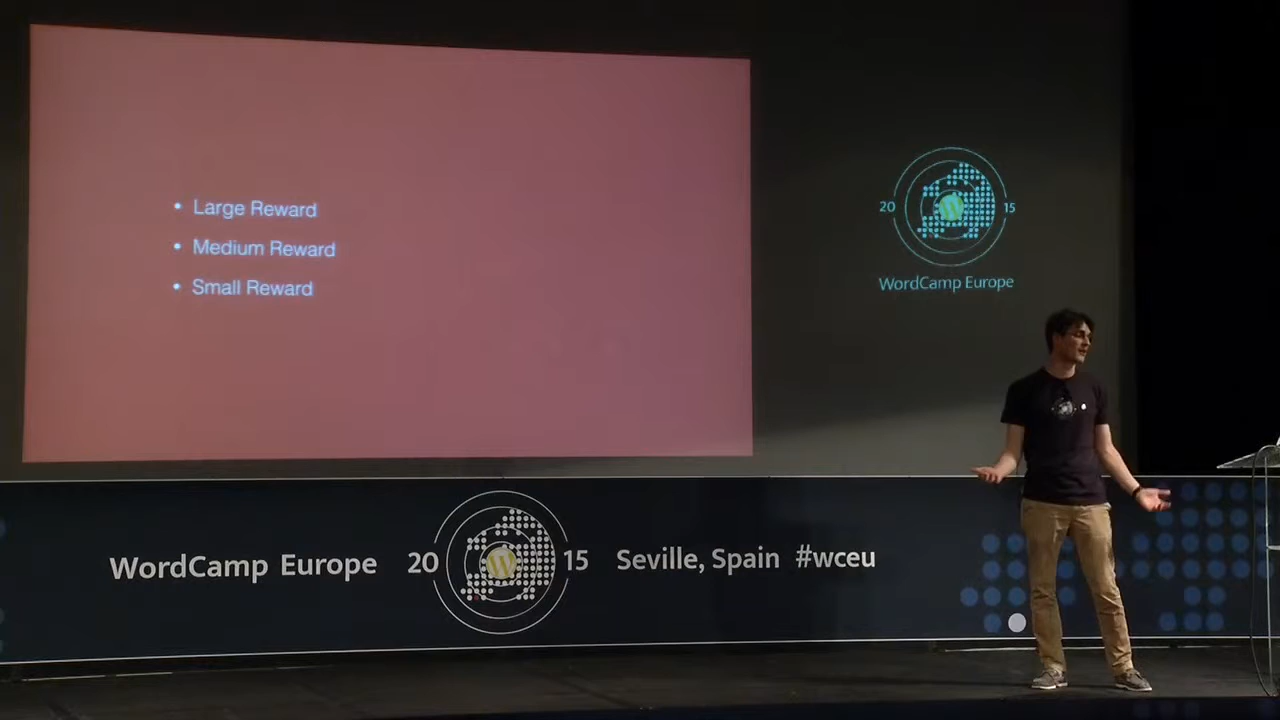 • Large Reward
• Medium Reward
• Small Reward
20 W 15
WordCamp Europe
WordCamp Europe 20 W 15 Seville, Spain #wceu